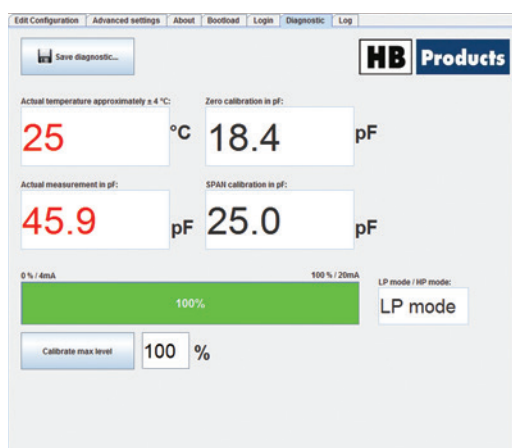 Edit Configuration Advanced settings About Bootload Login Diagnostic Log
Save diagnostic...
HB Products
Actual temperature approximately ± 4 °C: Zero calibration in pF:
25 °C 18.4 pF
Actual measurement in pF: SPAN calibration in pF:
45.9 pF 25.0 pF
0 % / 4mA 100 % / 20mA
LP mode / HP mode:
100% LP mode
Calibrate max level 100 %